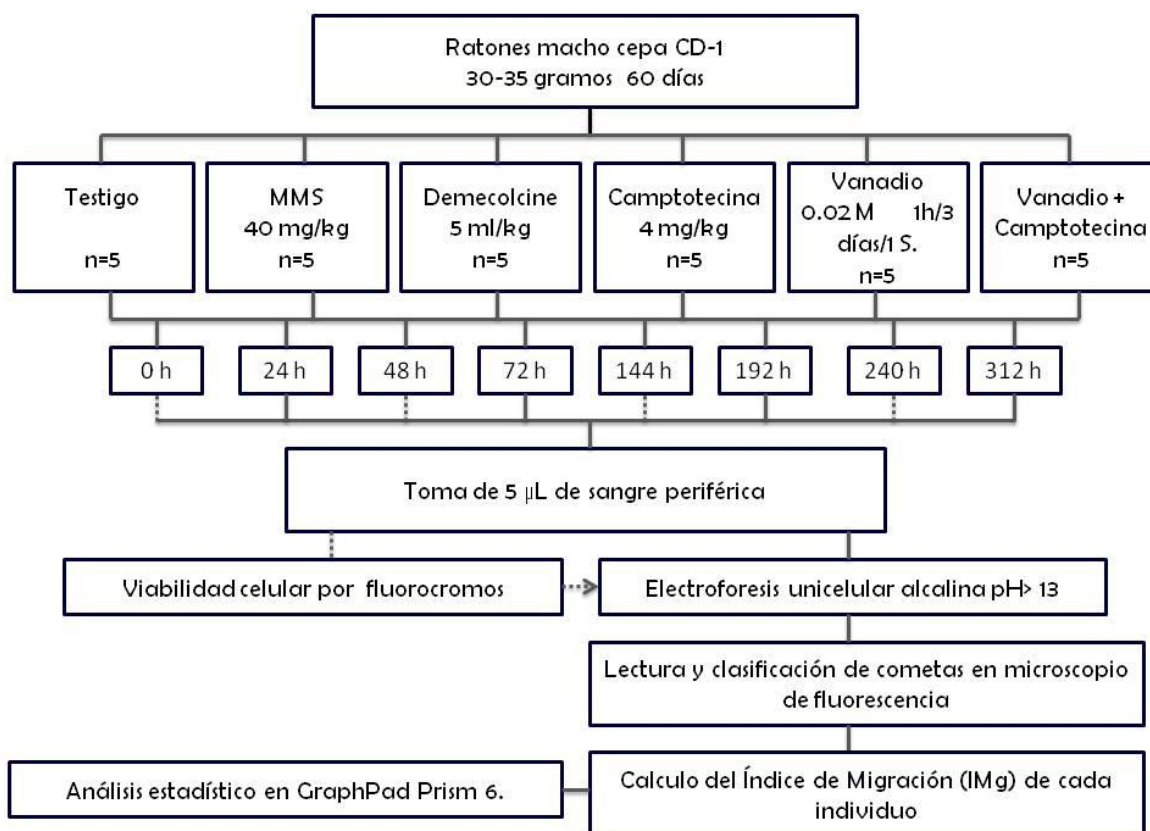 Ratones macho cepa CD-1
30-35 gramos 60 días
Testigo
n=5
MMS
40 mg/kg
n=5
Demecolcine
5 ml/kg
n=5
Camptotecina
4 mg/kg
n=5
Vanadio
0.02 M 1h/3
días/1 S.
n=5
Vanadio +
Camptotecina
n=5
0 h
24 h
48 h
72 h
144 h
192 h
240 h
312 h
Toma de 5 μL de sangre periférica
Viabilidad celular por fluorocromos
Electroforesis unicelular alcalina pH> 13
Lectura y clasificación de cometas en microscopio
de fluorescencia
Análisis estadístico en GraphPad Prism 6.
Calculo del Índice de Migración (IMg) de cada
individuo